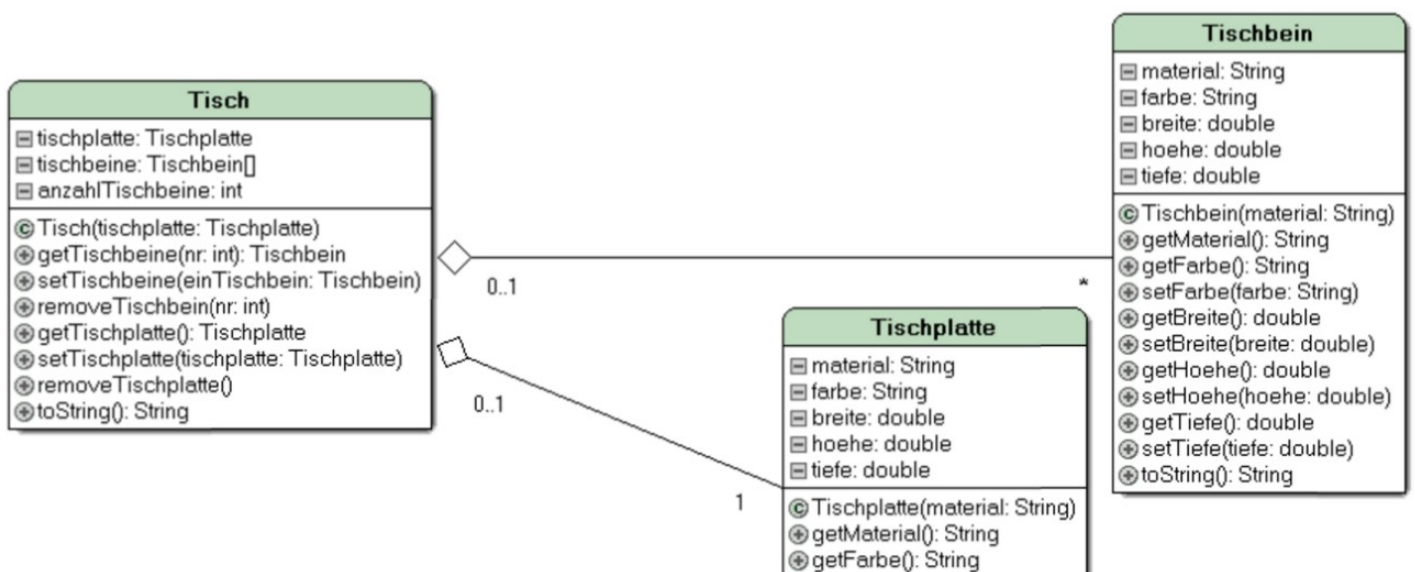 Tisch
tischplatte: Tischplatte
tischbeine: Tischbein[]
anzahlTischbeine: int
Tisch(tischplatte: Tischplatte)
getTischbeine(nr: int): Tischbein
setTischbeine(einTischbein: Tischbein)
removeTischbein(nr: int)
getTischplatte(): Tischplatte
setTischplatte(tischplatte: Tischplatte)
removeTischplatte()
toString(): String
0..1
*
0..1
1
Tischplatte
material: String
farbe: String
breite: double
hoehe: double
tiefe: double
Tischplatte(material: String)
getMaterial(): String
getFarbe(): String
Tischbein
material: String
farbe: String
breite: double
hoehe: double
tiefe: double
Tischbein(material: String)
getMaterial(): String
getFarbe(): String
setFarbe(farbe: String)
getBreite(): double
setBreite(breite: double)
getHoehe(): double
setHoehe(hoehe: double)
getTiefe(): double
setTiefe(tiefe: double)
toString(): String